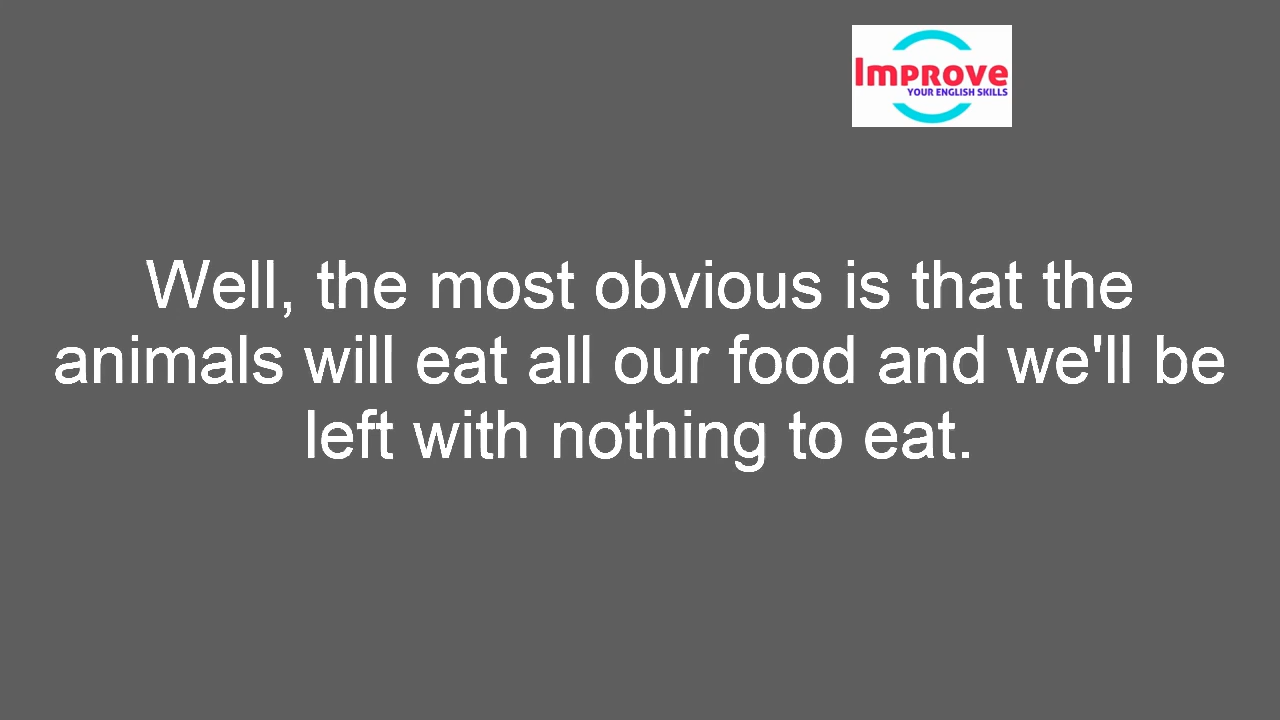 Improve
YOUR ENGLISH SKILLS
Well, the most obvious is that the
animals will eat all our food and we'll be
left with nothing to eat.